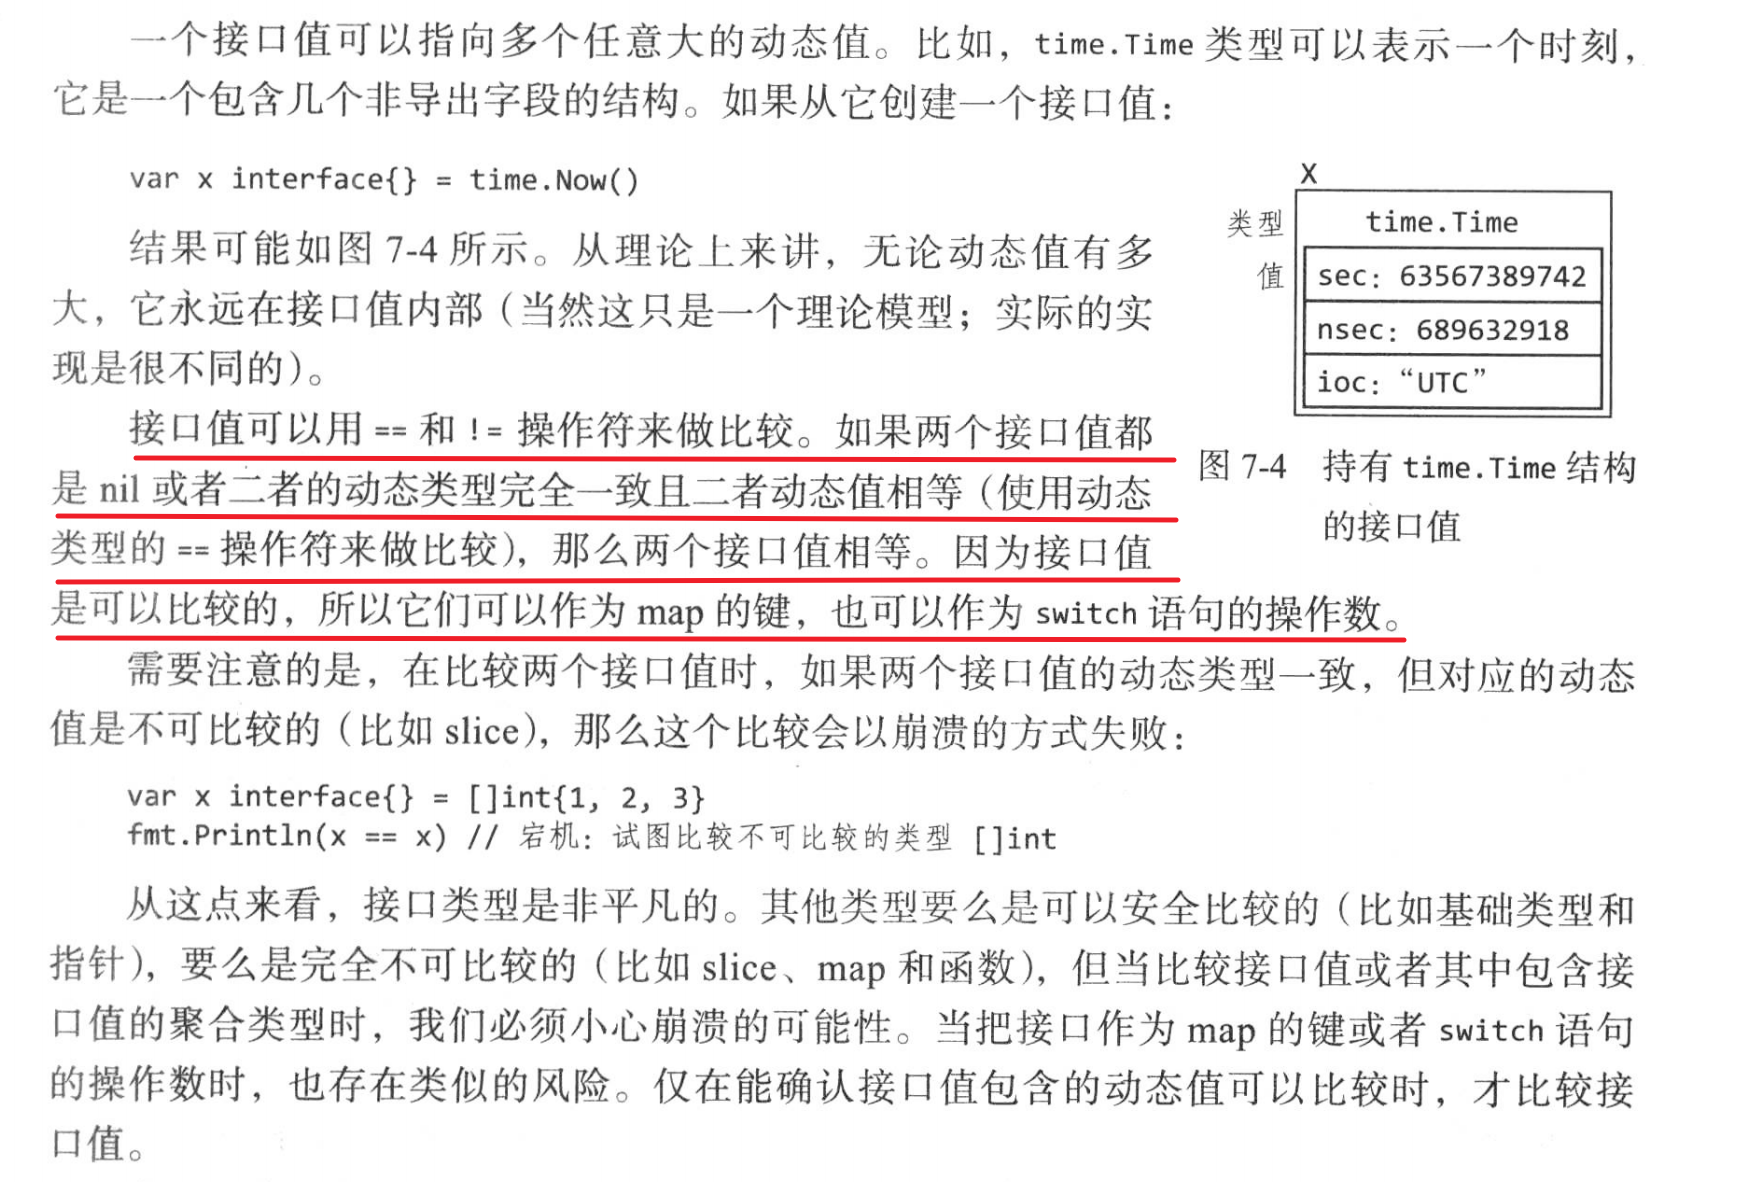 一个接口值可以指向多个任意大的动态值。比如，time.Time 类型可以表示一个时刻，
它是一个包含几个非导出字段的结构。如果从它创建一个接口值：
var x interface{} = time.Now()
结果可能如图 7-4 所示。从理论上来讲，无论动态值有多
大，它永远在接口值内部（当然这只是一个理论模型；实际的实
现是很不同的）。
x
类型 time.Time
值 sec: 63567389742
nsec: 689632918
ioc: “UTC”
图 7-4 持有 time.Time 结构
的接口值
接口值可以用 == 和 != 操作符来做比较。如果两个接口值都
是 nil 或者二者的动态类型完全一致且二者动态值相等（使用动态
类型的 == 操作符来做比较），那么两个接口值相等。因为接口值
是可以比较的，所以它们可以作为 map 的键，也可以作为 switch 语句的操作数。
需要注意的是，在比较两个接口值时，如果两个接口值的动态类型一致，但对应的动态
值是不可比较的（比如 slice），那么这个比较会以崩溃的方式失败：
var x interface{} = []int{1, 2, 3}
fmt.Println(x == x) // 宕机：试图比较不可比较的类型 []int
从这点来看，接口类型是非平凡的。其他类型要么是可以安全比较的（比如基础类型和
指针），要么是完全不可比较的（比如 slice、map 和函数），但当比较接口值或者其中包含接
口值的聚合类型时，我们必须小心崩溃的可能性。当把接口作为 map 的键或者 switch 语句
的操作数时，也存在类似的风险。仅在能确认接口值包含的动态值可以比较时，才比较接
口值。